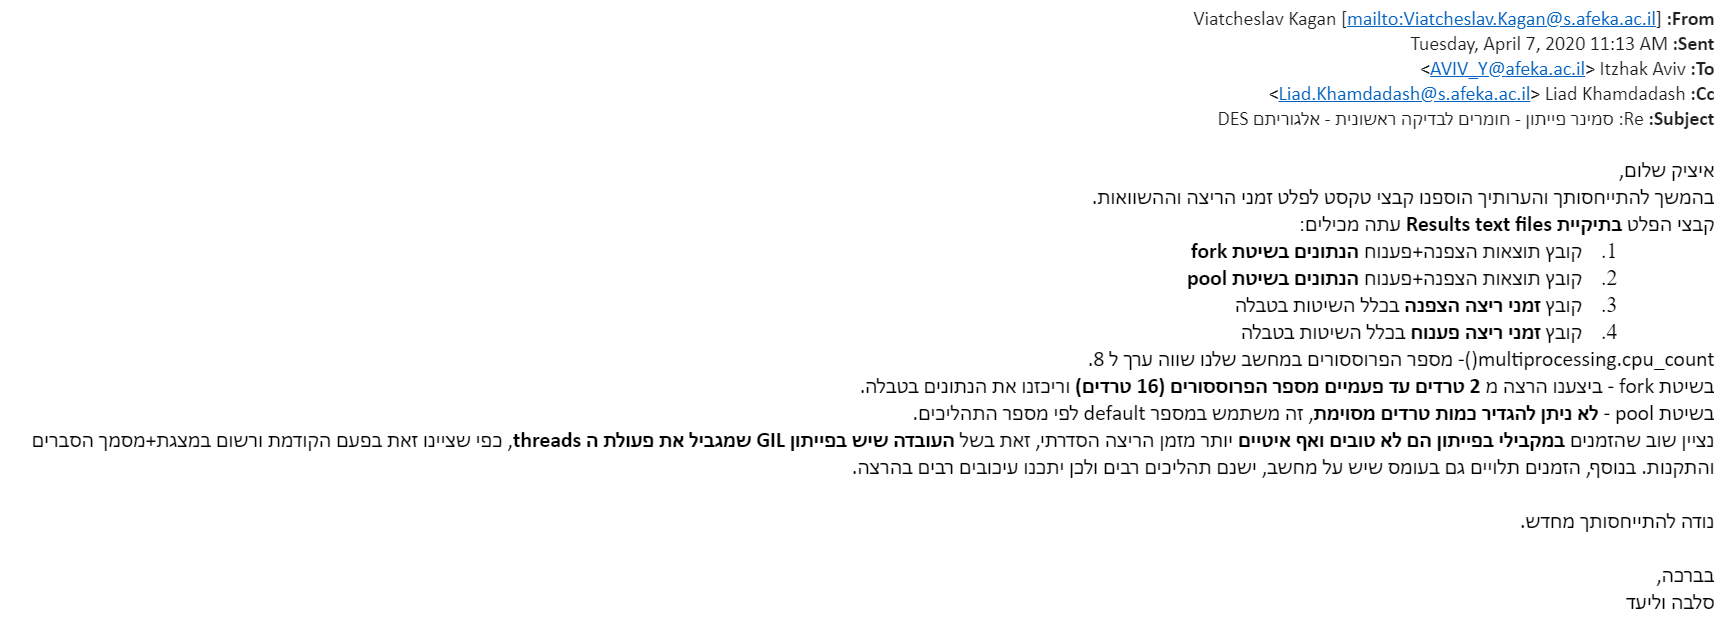 From: Viatcheslav Kagan [mailto:Viatcheslav.Kagan@s.afeka.ac.il]
Sent: Tuesday, April 7, 2020 11:13 AM
To: Itzhak Aviv <AVIV_Y@afeka.ac.il>
Cc: Liad Khamdadash <Liad.Khamdadash@s.afeka.ac.il>
Subject: Re: סמינר פייתון - חומרים לבדיקה ראשונית - אלגוריתם DES
איציק שלום,
בהמשך להתייחסותך והערותיך הוספנו קבצי טקסט לפלט זמני הריצה וההשוואות.
קבצי הפלט בתיקיית Results text files עתה מכילים:
1. קובץ תוצאות הצפנה+פענוח הנתונים בשיטת fork
2. קובץ תוצאות הצפנה+פענוח הנתונים בשיטת pool
3. קובץ זמני ריצה הצפנה בכלל השיטות בטבלה
4. קובץ זמני ריצה פענוח בכלל השיטות בטבלה
multiprocessing.cpu_count()- מספר הפרוססורים במחשב שלנו שווה ערך ל 8.
בשיטת fork - ביצענו הרצה מ 2 טרדים עד פעמיים מספר הפרוססורים (16 טרדים) וריכזנו את הנתונים בטבלה.
בשיטת pool - לא ניתן להגדיר כמות טרדים מסוימת, זה משתמש במספר default לפי מספר התהליכים.
נציין שוב שהזמנים במקבילי בפייתון הם לא טובים ואף איטיים יותר מזמן הריצה הסדרתי, זאת בשל העובדה שיש בפייתון GIL שמגביל את פעולת ה threads, כפי שציינו זאת בפעם הקודמת ורשום במצגת+מסמך הסברים
והתקנות. בנוסף, הזמנים תלויים גם בעומס שיש על מחשב, ישנם תהליכים רבים ולכן יתכנו עיכובים רבים בהרצה.
נודה להתייחסותך מחדש.
בברכה,
סלבה וליעד